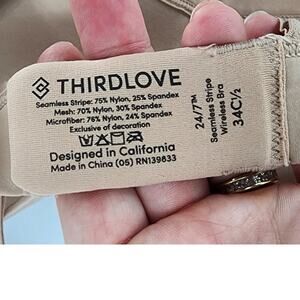 THIRDLOVE
Seamless Stripe: 75% Nylon, 25% Spandex
Mesh: 70% Nylon, 30% Spandex
Microfiber: 76% Nylon, 24% Spandex
Exclusive of decoration
Designed in California
Made in China (05) RN139833
24/7™
Seamless Stripe
Wireless Bra
34C½